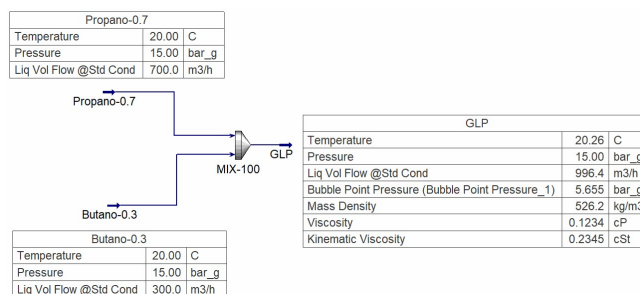 Propano-0.7
Temperature 20.00 C
Pressure 15.00 bar_g
Liq Vol Flow @Std Cond 700.0 m3/h
Propano-0.7
MIX-100
GLP
Butano-0.3
GLP
Temperature 20.26 C
Pressure 15.00 bar_g
Liq Vol Flow @Std Cond 996.4 m3/h
Bubble Point Pressure (Bubble Point Pressure_1) 5.655 bar_g
Mass Density 526.2 kg/m3
Viscosity 0.1234 cP
Kinematic Viscosity 0.2345 cSt
Butano-0.3
Temperature 20.00 C
Pressure 15.00 bar_g
Liq Vol Flow @Std Cond 300.0 m3/h